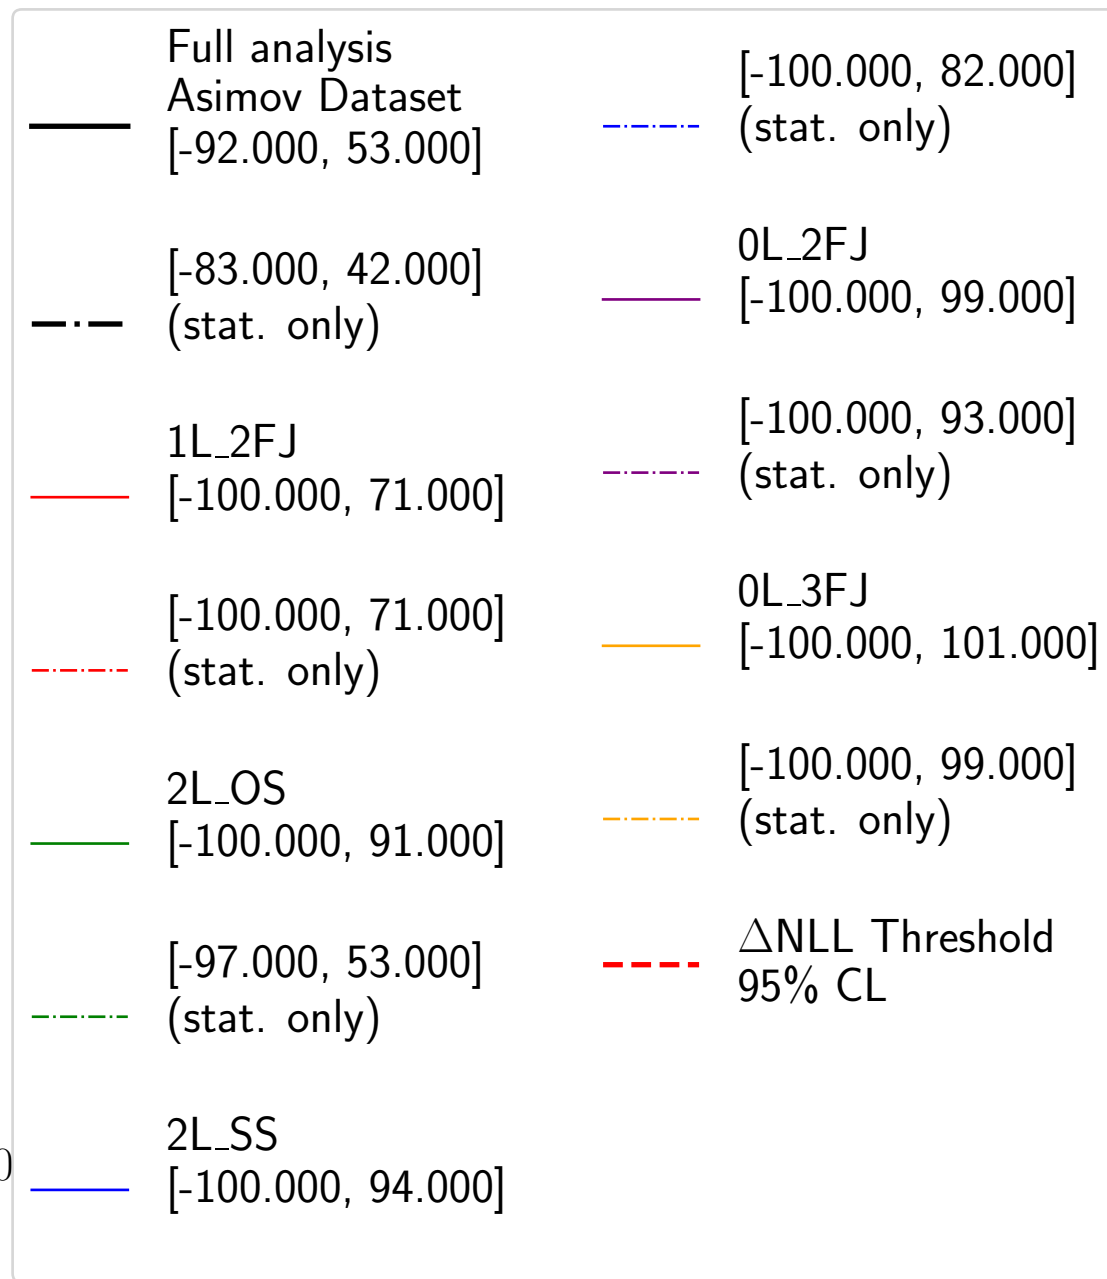 Full analysis
Asimov Dataset
[-92.000, 53.000]
[-83.000, 42.000]
(stat. only)
1L_2FJ
[-100.000, 71.000]
[-100.000, 71.000]
(stat. only)
2L_OS
[-100.000, 91.000]
[-97.000, 53.000]
(stat. only)
2L_SS
[-100.000, 94.000]
[-100.000, 82.000]
(stat. only)
0L_2FJ
[-100.000, 99.000]
[-100.000, 93.000]
(stat. only)
0L_3FJ
[-100.000, 101.000]
[-100.000, 99.000]
(stat. only)
ΔNLL Threshold
95% CL
0